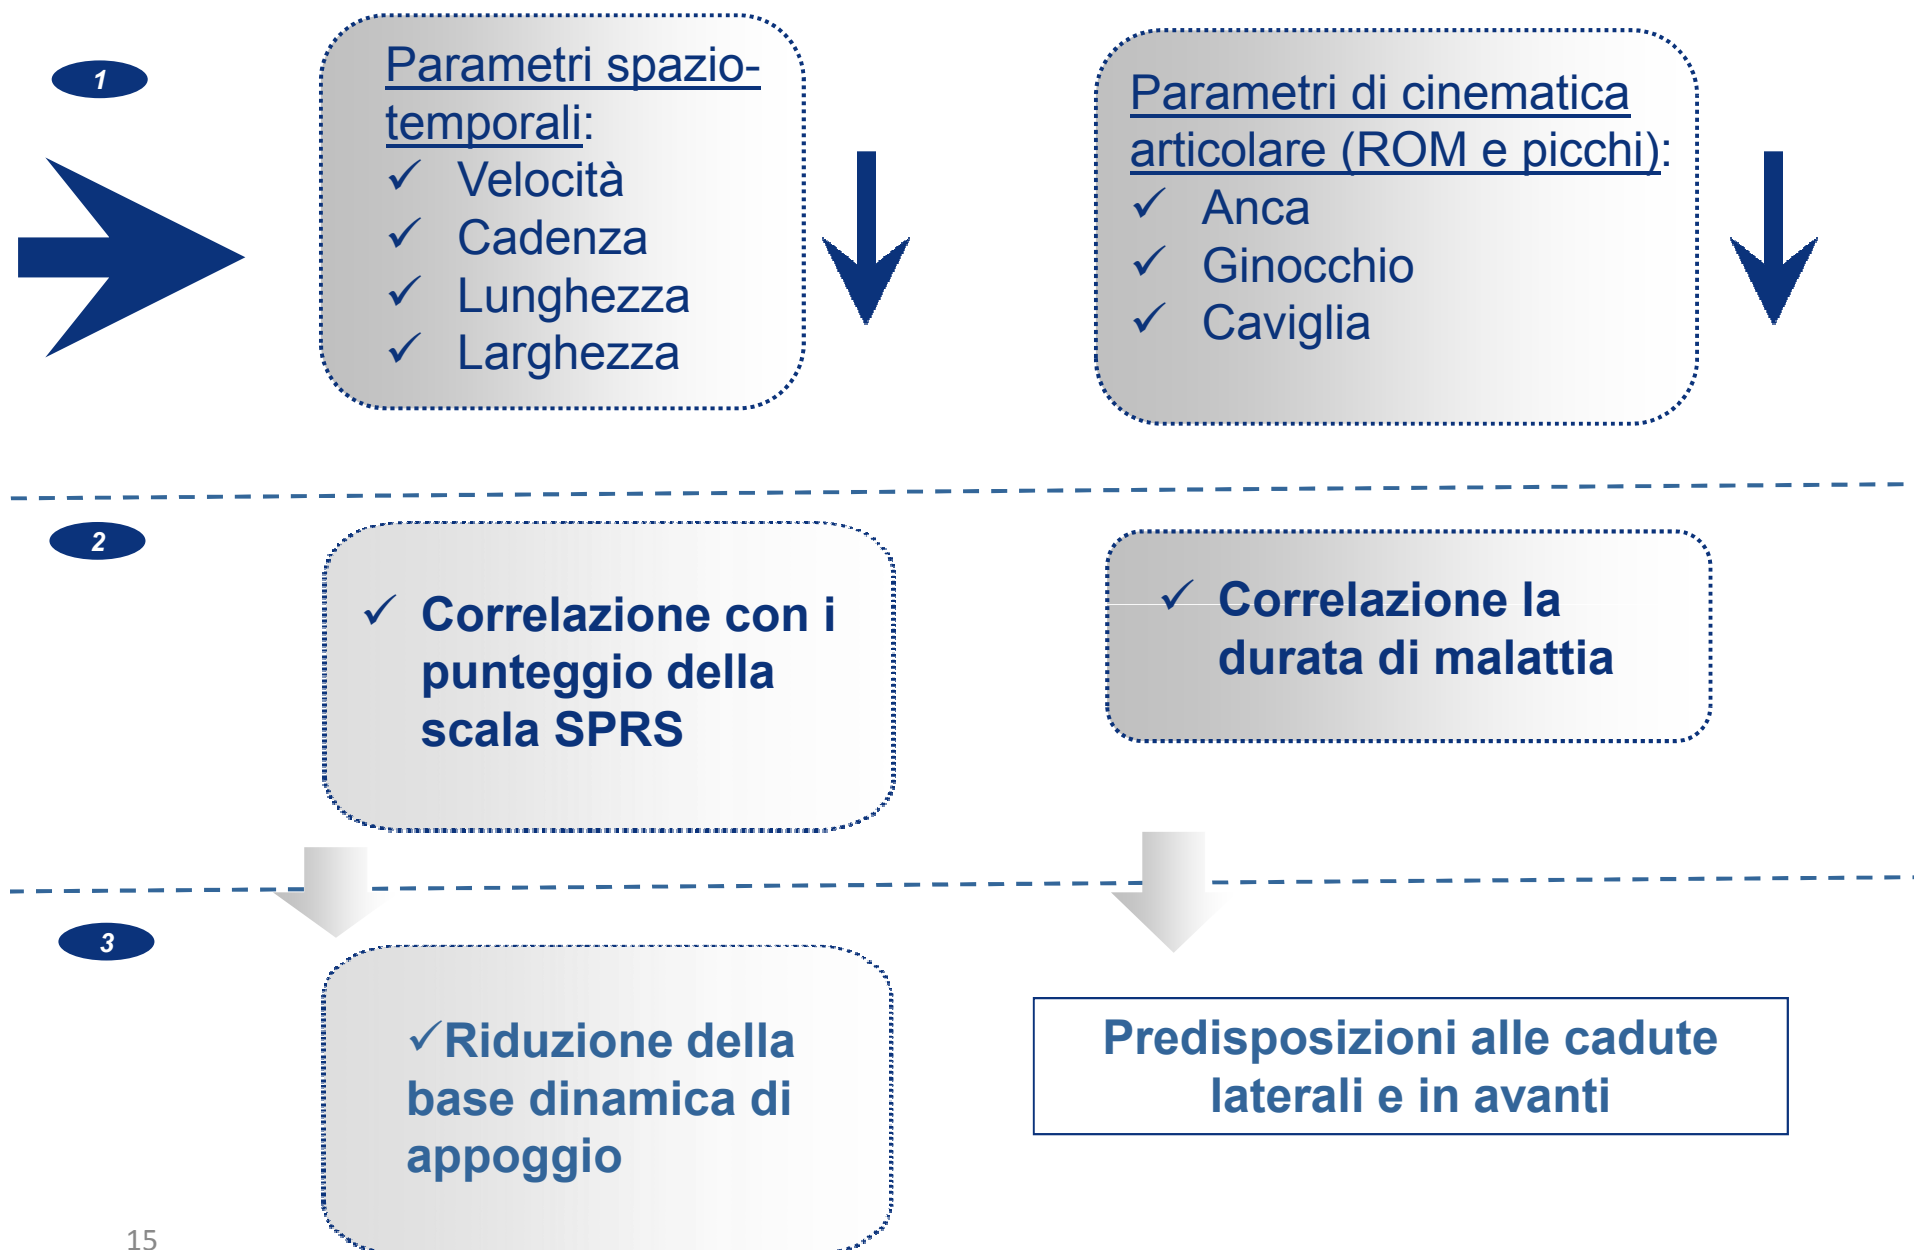 1
Parametri spazio-
temporali:
✓ Velocità
✓ Cadenza
✓ Lunghezza
✓ Larghezza
Parametri di cinematica
articolare (ROM e picchi):
✓ Anca
✓ Ginocchio
✓ Caviglia
2
✓ Correlazione con i
punteggio della
scala SPRS
✓ Correlazione la
durata di malattia
3
✓Riduzione della
base dinamica di
appoggio
Predisposizioni alle cadute
laterali e in avanti
15